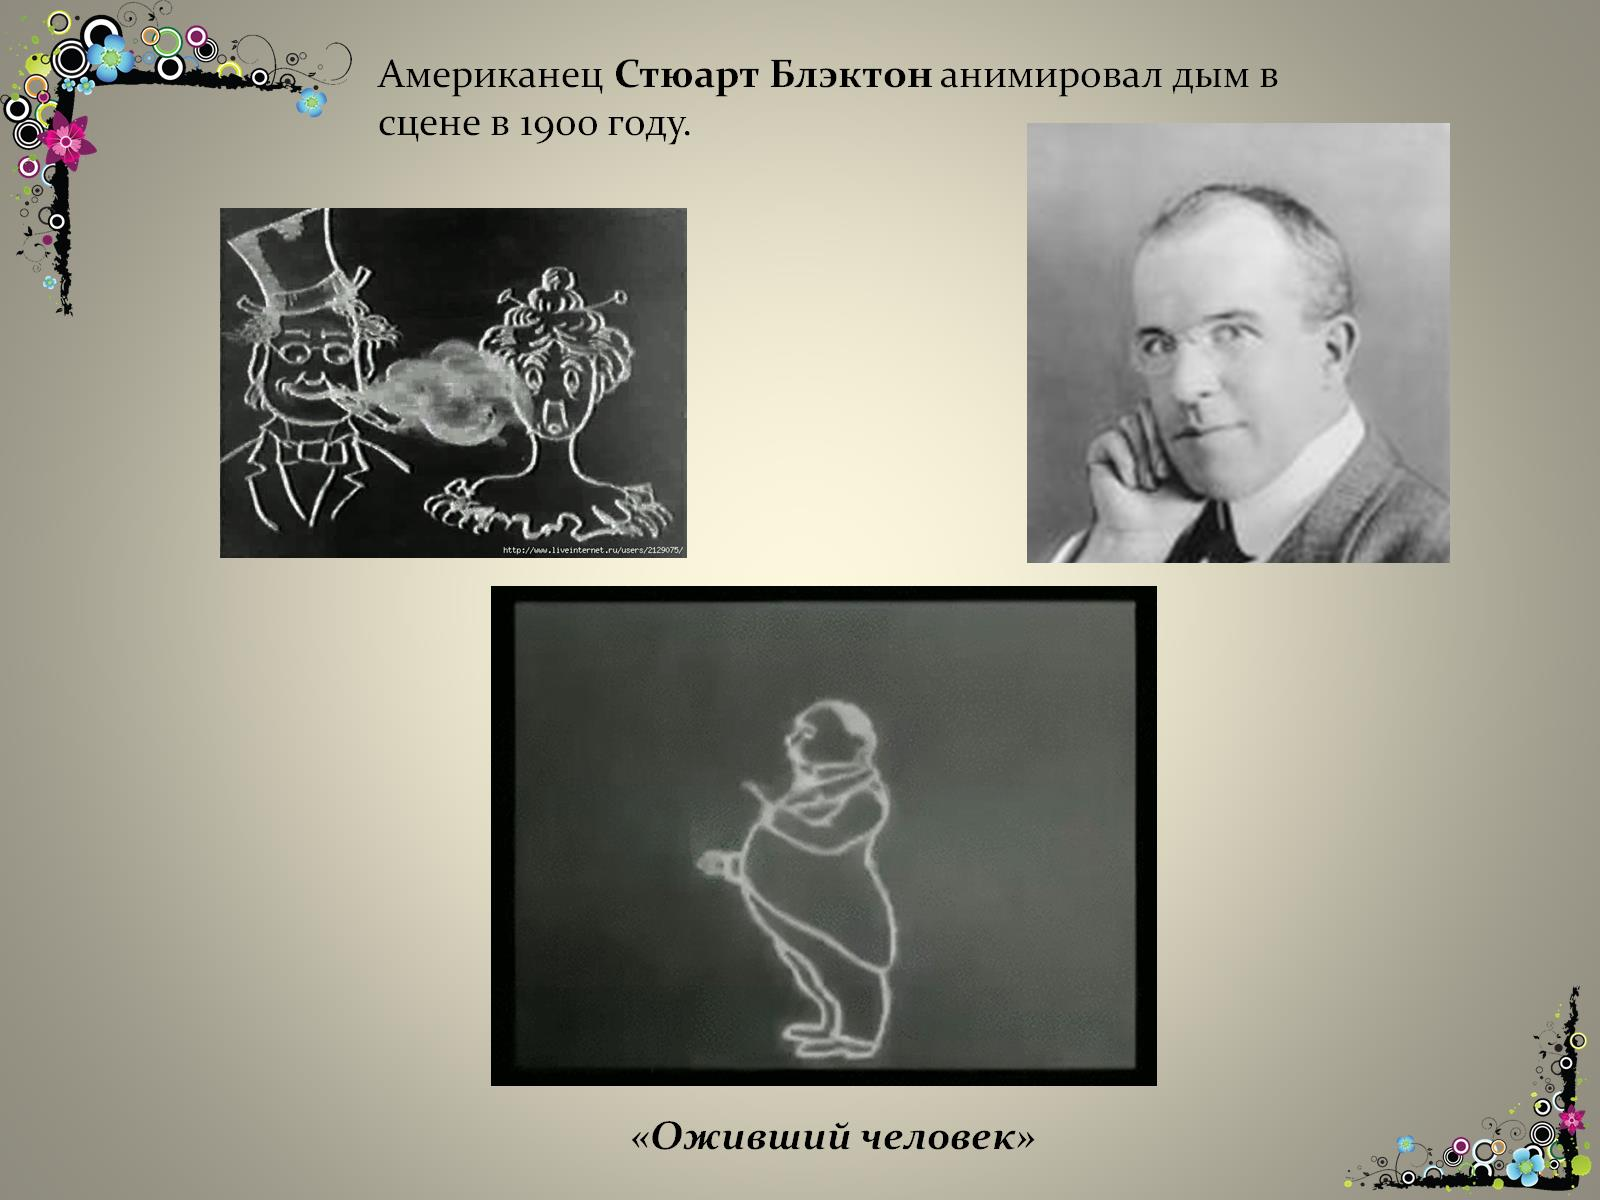 Американец Стюарт Блэктон анимировал дым в
сцене в 1900 году.
http://www.liveinternet.ru/users/2129075/
«Оживший человек»